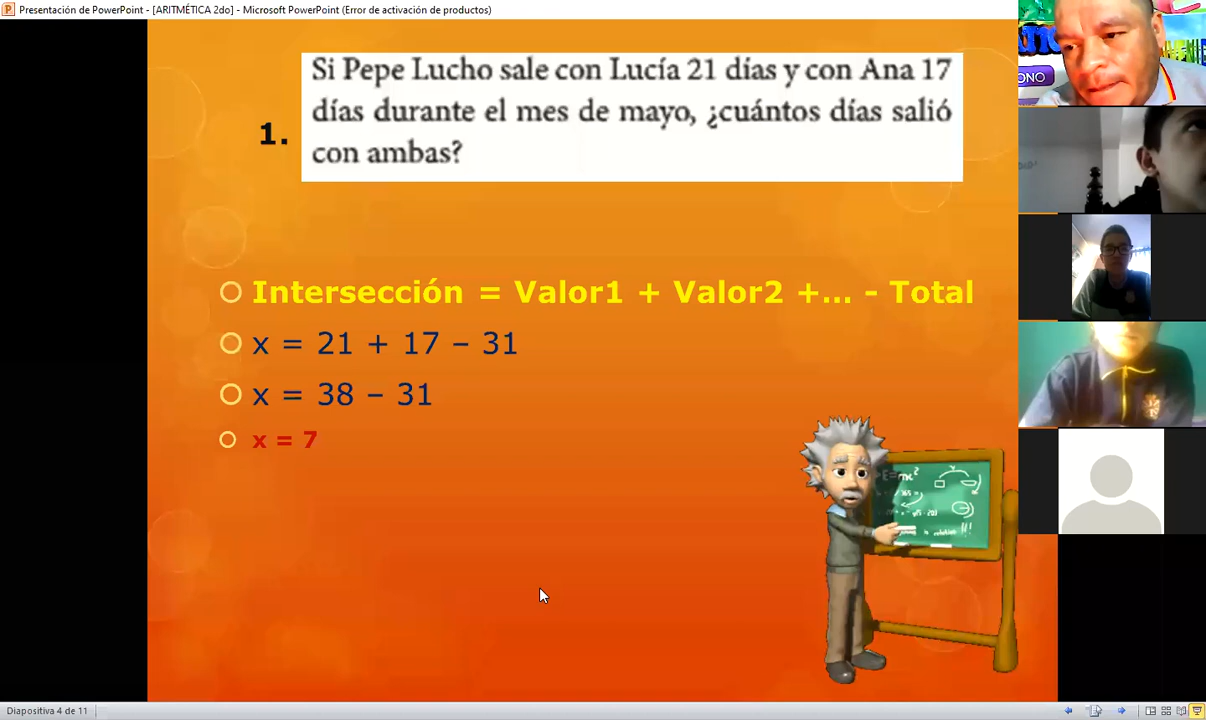 Presentación de PowerPoint - [ARITMÉTICA 2do] - Microsoft PowerPoint (Error de activación de productos)
1.
Si Pepe Lucho sale con Lucía 21 días y con Ana 17
días durante el mes de mayo, ¿cuántos días salió
con ambas?
Intersección = Valor1 + Valor2 +... - Total
x = 21 + 17 – 31
x = 38 – 31
x = 7
Diapositiva 4 de 11